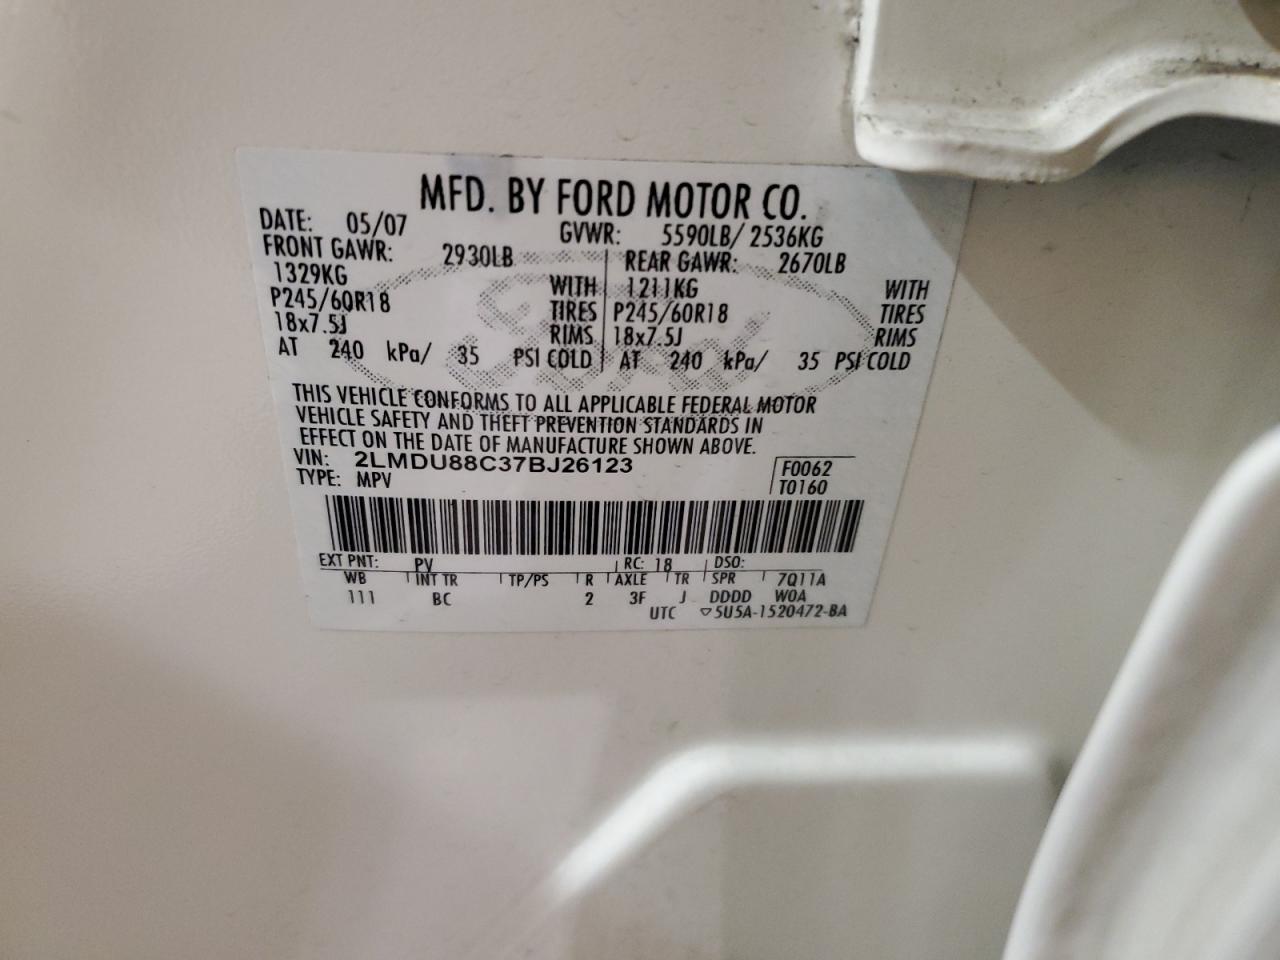 MFD. BY FORD MOTOR CO.
DATE: 05/07 GVWR: 5590LB/ 2536KG
FRONT GAWR: 2930LB REAR GAWR: 2670LB
1329KG WITH 1211KG WITH
P245/60R18 TIRES P245/60R18 TIRES
18x7.5J RIMS 18x7.5J RIMS
AT 240 kPa/ 35 PSI COLD AT 240 kPa/ 35 PSI COLD
Ford
THIS VEHICLE CONFORMS TO ALL APPLICABLE FEDERAL MOTOR
VEHICLE SAFETY AND THEFT PREVENTION STANDARDS IN
EFFECT ON THE DATE OF MANUFACTURE SHOWN ABOVE.
VIN: 2LMDU88C37BJ26123 F0062
TYPE: MPV T0160
EXT PNT: PV RC: 18 DSO:
WB INT TR TP/PS R AXLE TR SPR 7Q11A
111 BC 2 3F J DDDD WOA
UTC ▽5U5A-1520472-BA